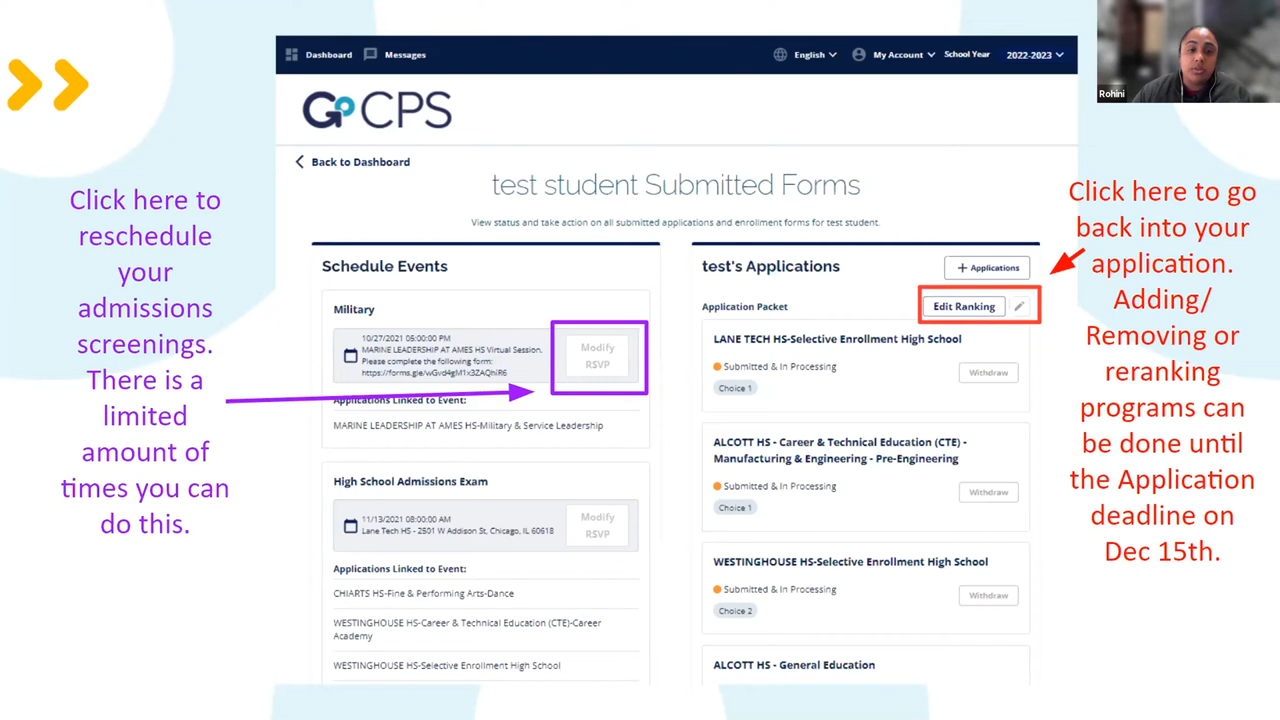 Dashboard Messages English My Account School Year 2022-2023
Rohini
GoCPS
Back to Dashboard
test student Submitted Forms
View status and take action on all submitted applications and enrollment forms for test student.
Click here to
reschedule
your
admissions
screenings.
There is a
limited
amount of
times you can
do this.
Schedule Events
Military
10/27/2021 05:00:00 PM
MARINE LEADERSHIP AT AMES HS Virtual Session.
Please complete the following form:
https://forms.gle/wGvd4gM1x3ZAQhiR6
Modify
RSVP
Applications Linked to Event:
MARINE LEADERSHIP AT AMES HS-Military & Service Leadership
High School Admissions Exam
11/13/2021 08:00:00 AM
Lane Tech HS - 2501 W Addison St, Chicago, IL 60618
Modify
RSVP
Applications Linked to Event:
CHIARTS HS-Fine & Performing Arts-Dance
WESTINGHOUSE HS-Career & Technical Education (CTE)-Career
Academy
WESTINGHOUSE HS-Selective Enrollment High School
test's Applications
+ Applications
Application Packet
Edit Ranking
LANE TECH HS-Selective Enrollment High School
Submitted & In Processing
Choice 1
Withdraw
ALCOTT HS - Career & Technical Education (CTE) -
Manufacturing & Engineering - Pre-Engineering
Submitted & In Processing
Choice 1
Withdraw
WESTINGHOUSE HS-Selective Enrollment High School
Submitted & In Processing
Choice 2
Withdraw
ALCOTT HS - General Education
Click here to go
back into your
application.
Adding/
Removing or
reranking
programs can
be done until
the Application
deadline on
Dec 15th.